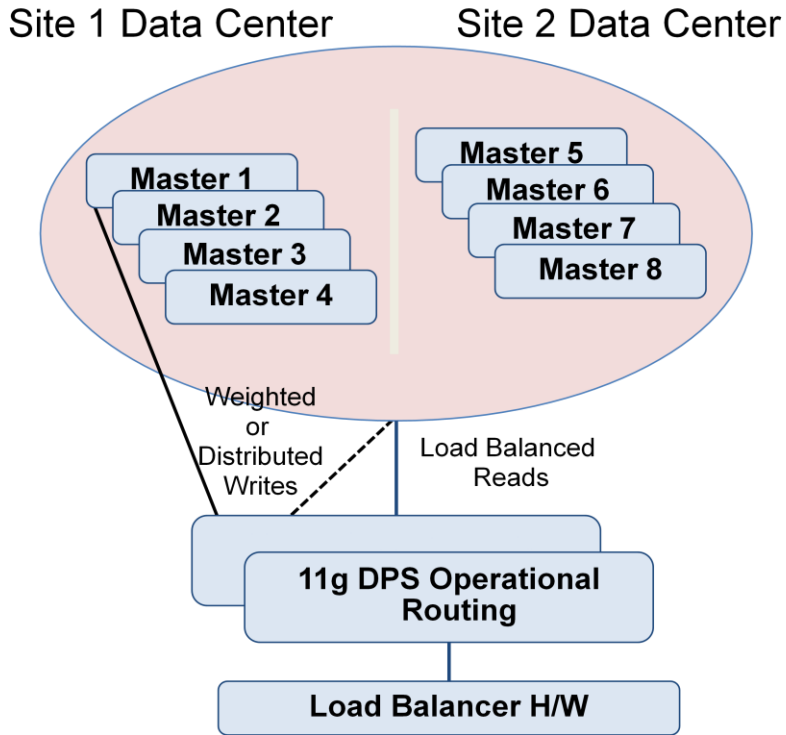 Site 1 Data Center
Site 2 Data Center
Master 1
Master 2
Master 3
Master 4
Master 5
Master 6
Master 7
Master 8
Weighted
or
Distributed
Writes
Load Balanced
Reads
11g DPS Operational
Routing
Load Balancer H/W